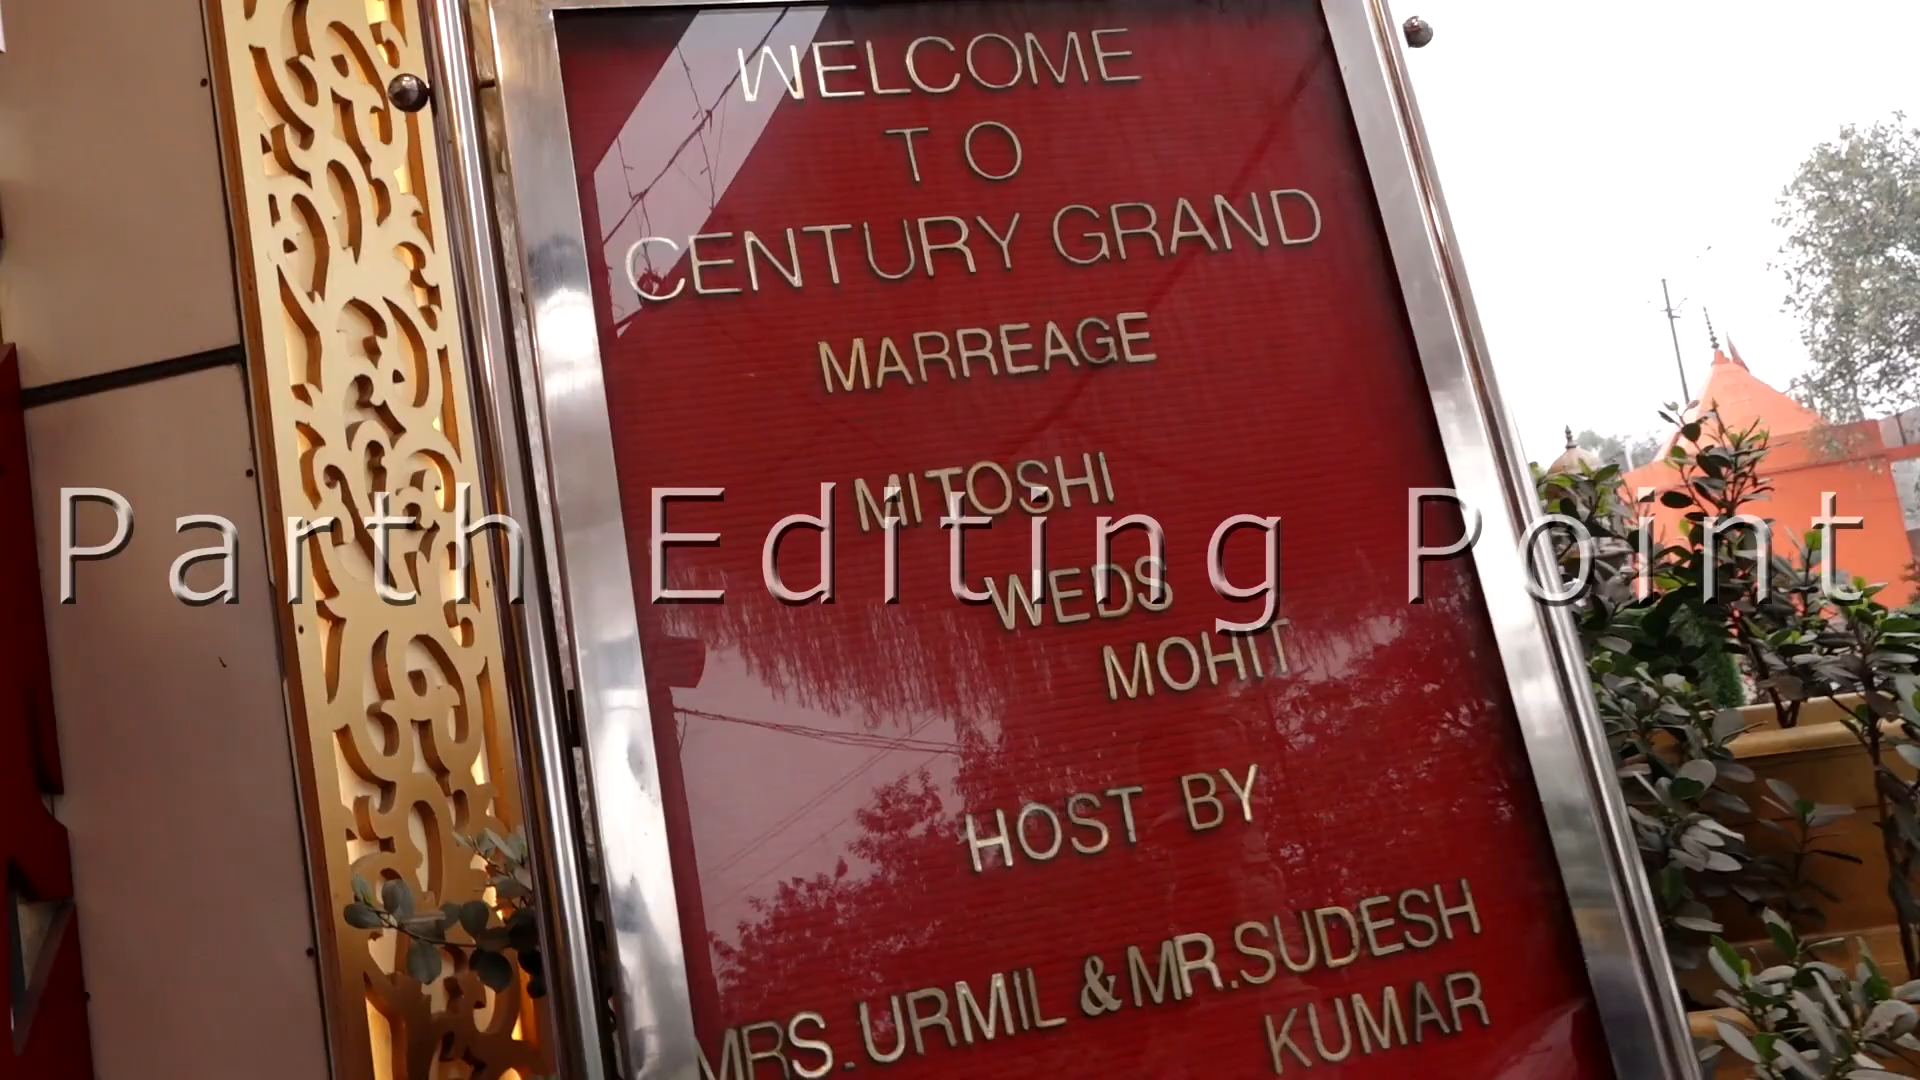 WELCOME
TO
CENTURY GRAND
MARREAGE
MITOSHI
Parth Editing Point
WEDS
MOHIT
HOST BY
MRS. URMIL & MR. SUDESH
KUMAR